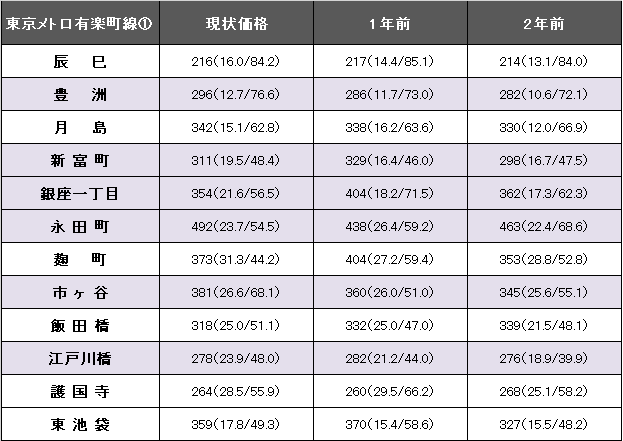 東京メトロ有楽町線① 現状価格 1年前 2年前
辰巳 216(16.0/84.2) 217(14.4/85.1) 214(13.1/84.0)
豊洲 296(12.7/76.6) 286(11.7/73.0) 282(10.6/72.1)
月島 342(15.1/62.8) 338(16.2/63.6) 330(12.0/66.9)
新富町 311(19.5/48.4) 329(16.4/46.0) 298(16.7/47.5)
銀座一丁目 354(21.6/56.5) 404(18.2/71.5) 362(17.3/62.3)
永田町 492(23.7/54.5) 438(26.4/59.2) 463(22.4/68.6)
麹町 373(31.3/44.2) 404(27.2/59.4) 353(28.8/52.8)
市ヶ谷 381(26.6/68.1) 360(26.0/51.0) 345(25.6/55.1)
飯田橋 318(25.0/51.1) 332(25.0/47.0) 339(21.5/48.1)
江戸川橋 278(23.9/48.0) 282(21.2/44.0) 276(18.9/39.9)
護国寺 264(28.5/55.9) 260(29.5/66.2) 268(25.1/58.2)
東池袋 359(17.8/49.3) 370(15.4/58.6) 327(15.5/48.2)